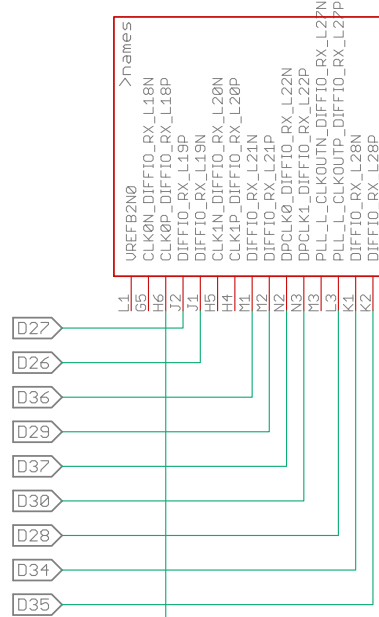 >names
VREFB2N0
CLK0N_DIFFIO_RX_L18N
CLK0P_DIFFIO_RX_L18P
DIFFIO_RX_L19P
DIFFIO_RX_L19N
CLK1N_DIFFIO_RX_L20N
CLK1P_DIFFIO_RX_L20P
DIFFIO_RX_L21N
DIFFIO_RX_L21P
DPCLK0_DIFFIO_RX_L22N
DPCLK1_DIFFIO_RX_L22P
PLL_L_CLKOUTN_DIFFIO_RX_L27N
PLL_L_CLKOUTP_DIFFIO_RX_L27P
DIFFIO_RX_L28N
DIFFIO_RX_L28P
L1
G5
H6
J2
J1
H5
H4
M1
M2
N2
N3
M3
L3
K1
K2
D27
D26
D36
D29
D37
D30
D28
D34
D35